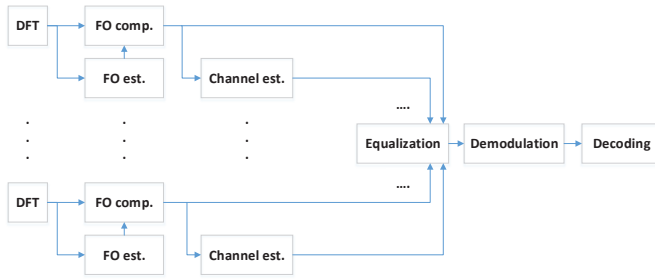 DFT
FO comp.
FO est.
Channel est.
....
.
.
.
.
.
.
.
.
.
Equalization
Demodulation
Decoding
....
DFT
FO comp.
FO est.
Channel est.